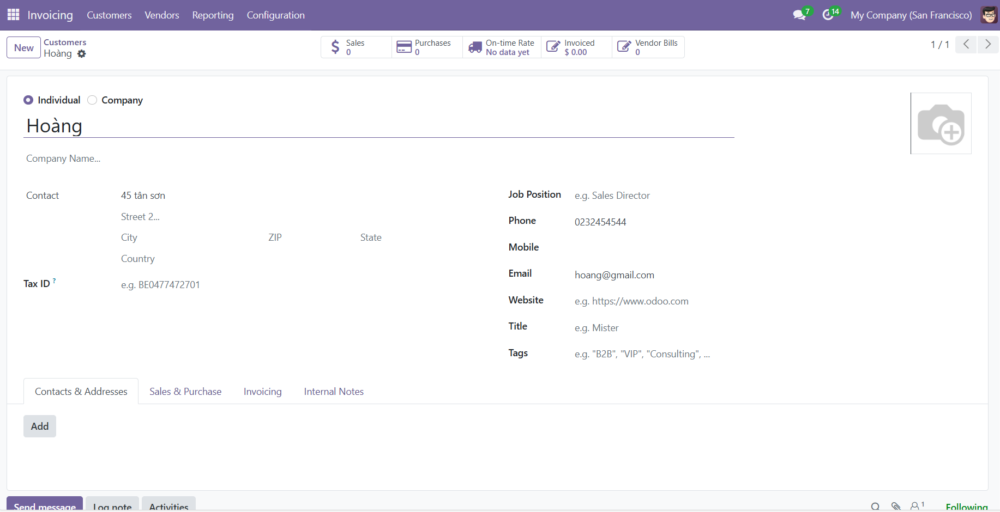 Invoicing Customers Vendors Reporting Configuration 7 14 My Company (San Francisco)
New Customers
Hoàng
Sales 0
Purchases 0
On-time Rate No data yet
Invoiced $ 0.00
Vendor Bills 0
1 / 1
Individual Company
Hoàng
Company Name...
Contact 45 tân sơn
Street 2...
City ZIP State
Country
Tax ID ? e.g. BE0477472701
Job Position e.g. Sales Director
Phone 0232454544
Mobile
Email hoang@gmail.com
Website e.g. https://www.odoo.com
Title e.g. Mister
Tags e.g. "B2B", "VIP", "Consulting", ...
Contacts & Addresses Sales & Purchase Invoicing Internal Notes
Add
Send message Log note Activities 1 Following